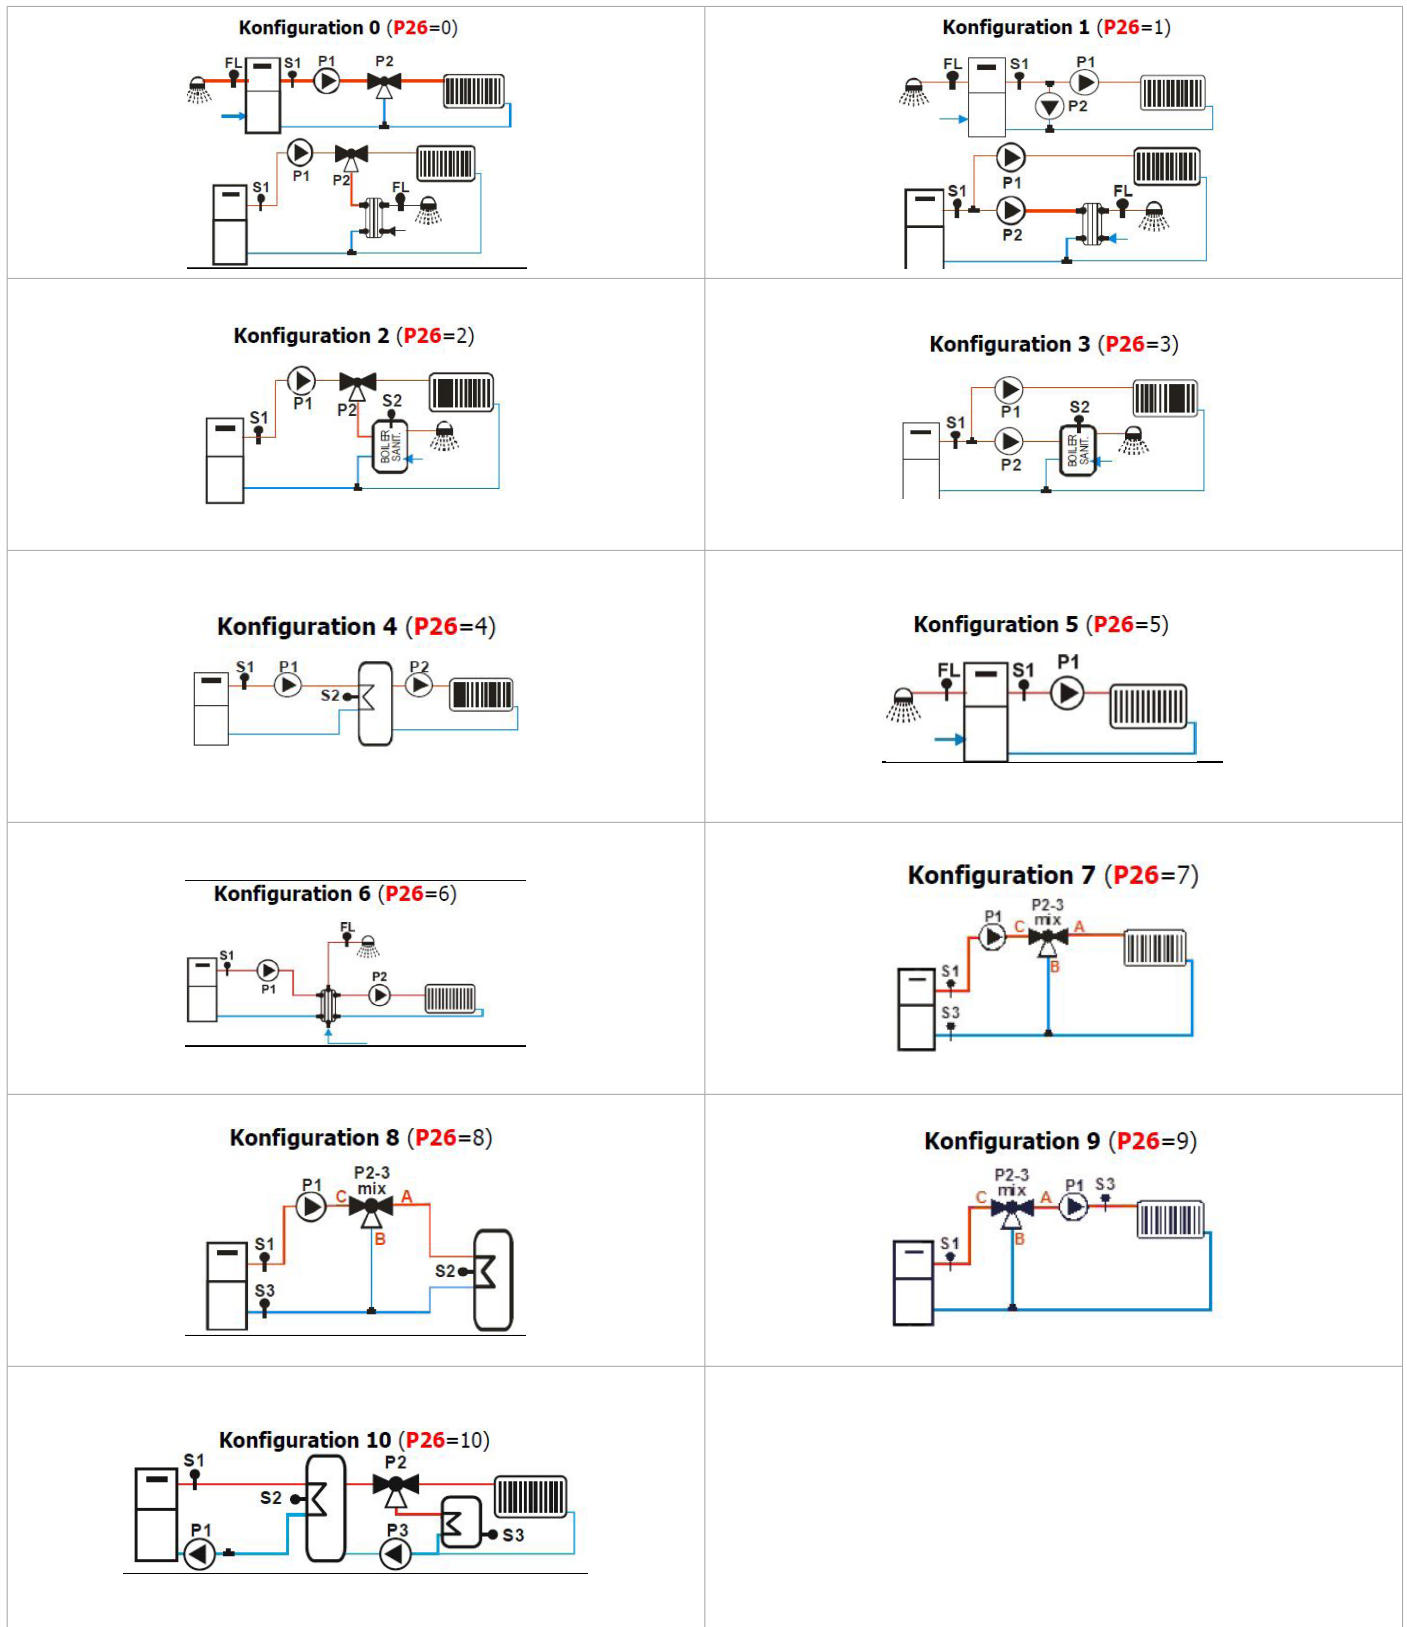 Konfiguration 0 (P26=0)
FL S1 P1 P2
P1
P2
S1
FL
Konfiguration 1 (P26=1)
FL S1 P1
P2
P1
S1
FL
P2
Konfiguration 2 (P26=2)
P1
P2
S2
S1
BOILER
SANIT.
Konfiguration 3 (P26=3)
P1
S1
S2
P2
BOILER
SANIT.
Konfiguration 4 (P26=4)
S1 P1 P2
S2
Konfiguration 5 (P26=5)
FL S1 P1
Konfiguration 6 (P26=6)
FL
S1
P1
P2
Konfiguration 7 (P26=7)
P2-3
mix
P1 C A
B
S1
S3
Konfiguration 8 (P26=8)
P2-3
mix
P1 C A
B
S1
S2
S3
Konfiguration 9 (P26=9)
P2-3
mix
C A P1 S3
B
S1
Konfiguration 10 (P26=10)
S1
P2
S2
P1
P3
S3